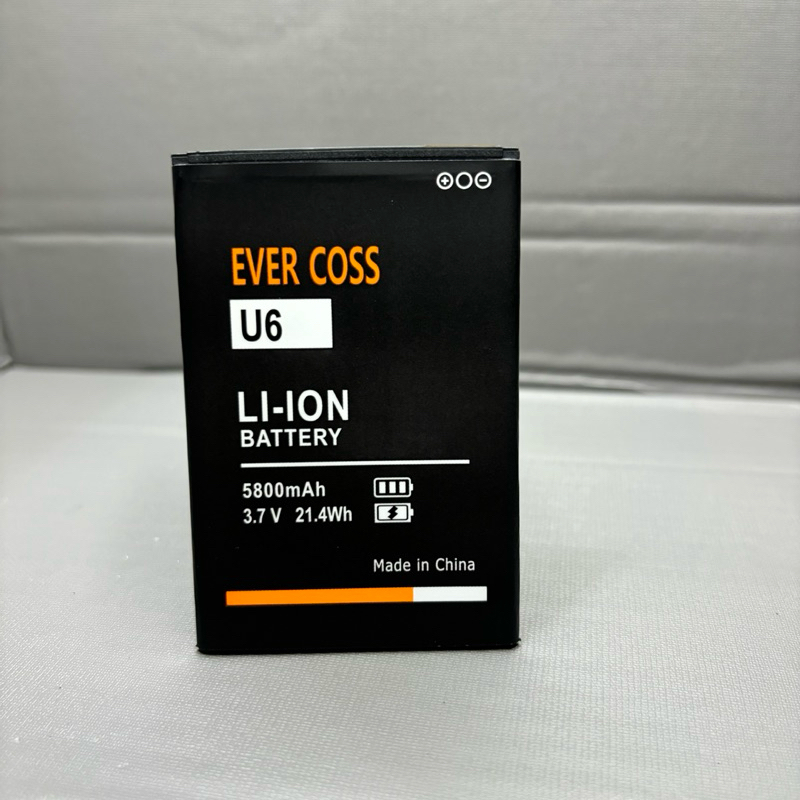 EVER COSS
U6
LI-ION
BATTERY
5800mAh
3.7 V 21.4Wh
Made in China